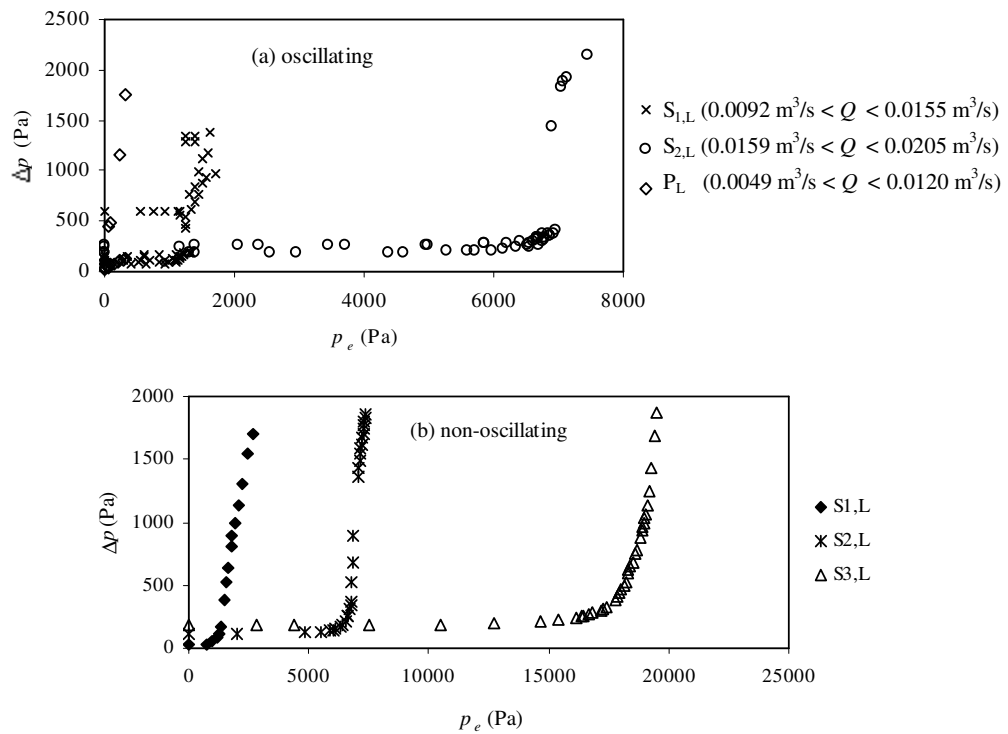 2500
2000
1500
1000
500
0
Δp (Pa)
(a) oscillating
0
2000
4000
6000
8000
p e (Pa)
S1,L (0.0092 m³/s < Q < 0.0155 m³/s)
S2,L (0.0159 m³/s < Q < 0.0205 m³/s)
PL (0.0049 m³/s < Q < 0.0120 m³/s)
2000
1500
1000
500
0
Δp (Pa)
(b) non-oscillating
0
5000
10000
15000
20000
25000
p e (Pa)
S1,L
S2,L
S3,L